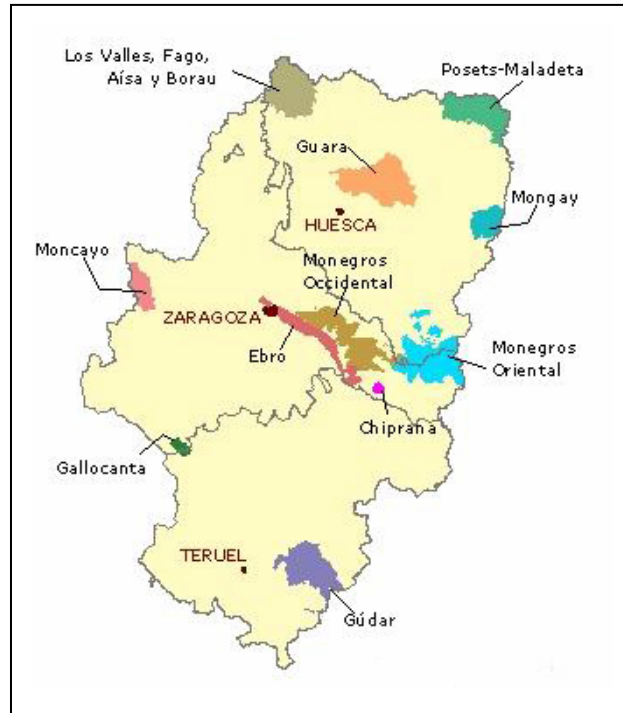 Los Valles, Fago,
Aísa y Borau
Posets-Maladeta
Guara
Mongay
HUESCA
Moncayo
Monegros
Occidental
ZARAGOZA
Ebro
Monegros
Oriental
Chiprana
Gallocanta
TERUEL
Gúdar